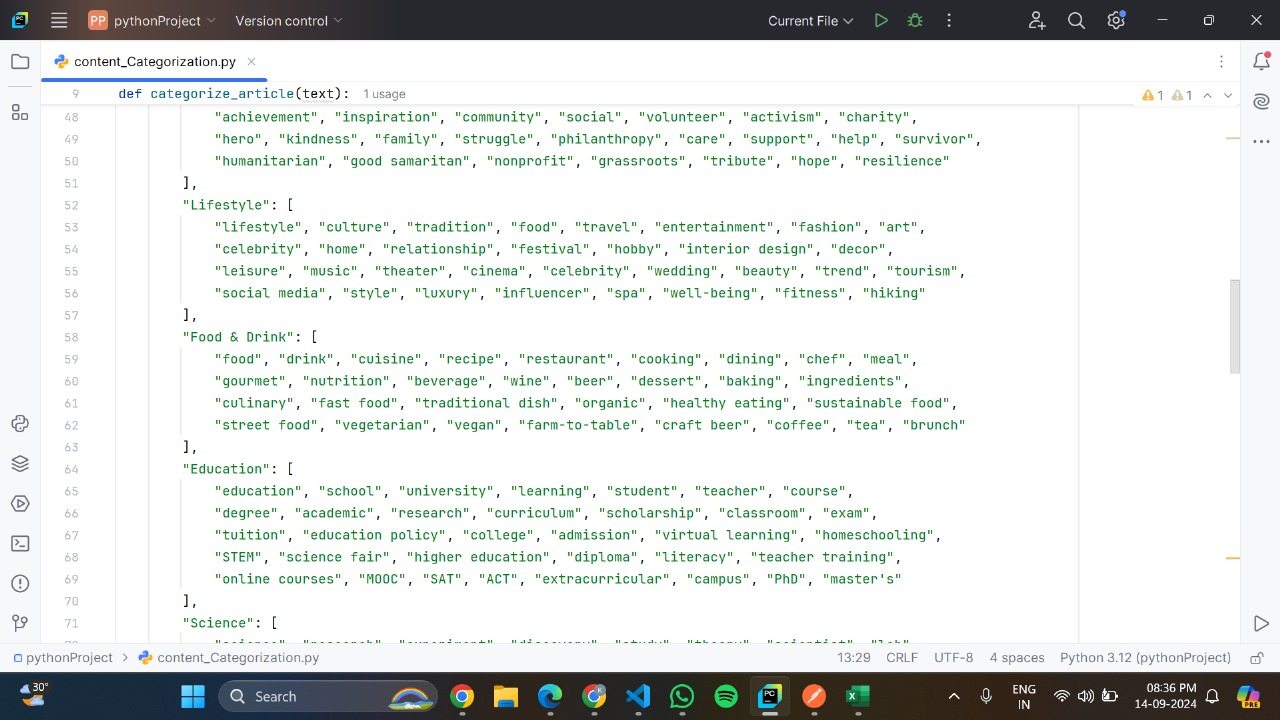 PP pythonProject Version control Current File
content_Categorization.py
9 def categorize_article(text): 1 usage 1 1
48 "achievement", "inspiration", "community", "social", "volunteer", "activism", "charity",
49 "hero", "kindness", "family", "struggle", "philanthropy", "care", "support", "help", "survivor",
50 "humanitarian", "good samaritan", "nonprofit", "grassroots", "tribute", "hope", "resilience"
51 ],
52 "Lifestyle": [
53 "lifestyle", "culture", "tradition", "food", "travel", "entertainment", "fashion", "art",
54 "celebrity", "home", "relationship", "festival", "hobby", "interior design", "decor",
55 "leisure", "music", "theater", "cinema", "celebrity", "wedding", "beauty", "trend", "tourism",
56 "social media", "style", "luxury", "influencer", "spa", "well-being", "fitness", "hiking"
57 ],
58 "Food & Drink": [
59 "food", "drink", "cuisine", "recipe", "restaurant", "cooking", "dining", "chef", "meal",
60 "gourmet", "nutrition", "beverage", "wine", "beer", "dessert", "baking", "ingredients",
61 "culinary", "fast food", "traditional dish", "organic", "healthy eating", "sustainable food",
62 "street food", "vegetarian", "vegan", "farm-to-table", "craft beer", "coffee", "tea", "brunch"
63 ],
64 "Education": [
65 "education", "school", "university", "learning", "student", "teacher", "course",
66 "degree", "academic", "research", "curriculum", "scholarship", "classroom", "exam",
67 "tuition", "education policy", "college", "admission", "virtual learning", "homeschooling",
68 "STEM", "science fair", "higher education", "diploma", "literacy", "teacher training",
69 "online courses", "MOOC", "SAT", "ACT", "extracurricular", "campus", "PhD", "master's"
70 ],
71 "Science": [
"science", "research", "experiment", "discovery", "study", "theory", "scientist", "lab",
pythonProject > content_Categorization.py 13:29 CRLF UTF-8 4 spaces Python 3.12 (pythonProject)
30° Search ENG 08:36 PM
IN 14-09-2024